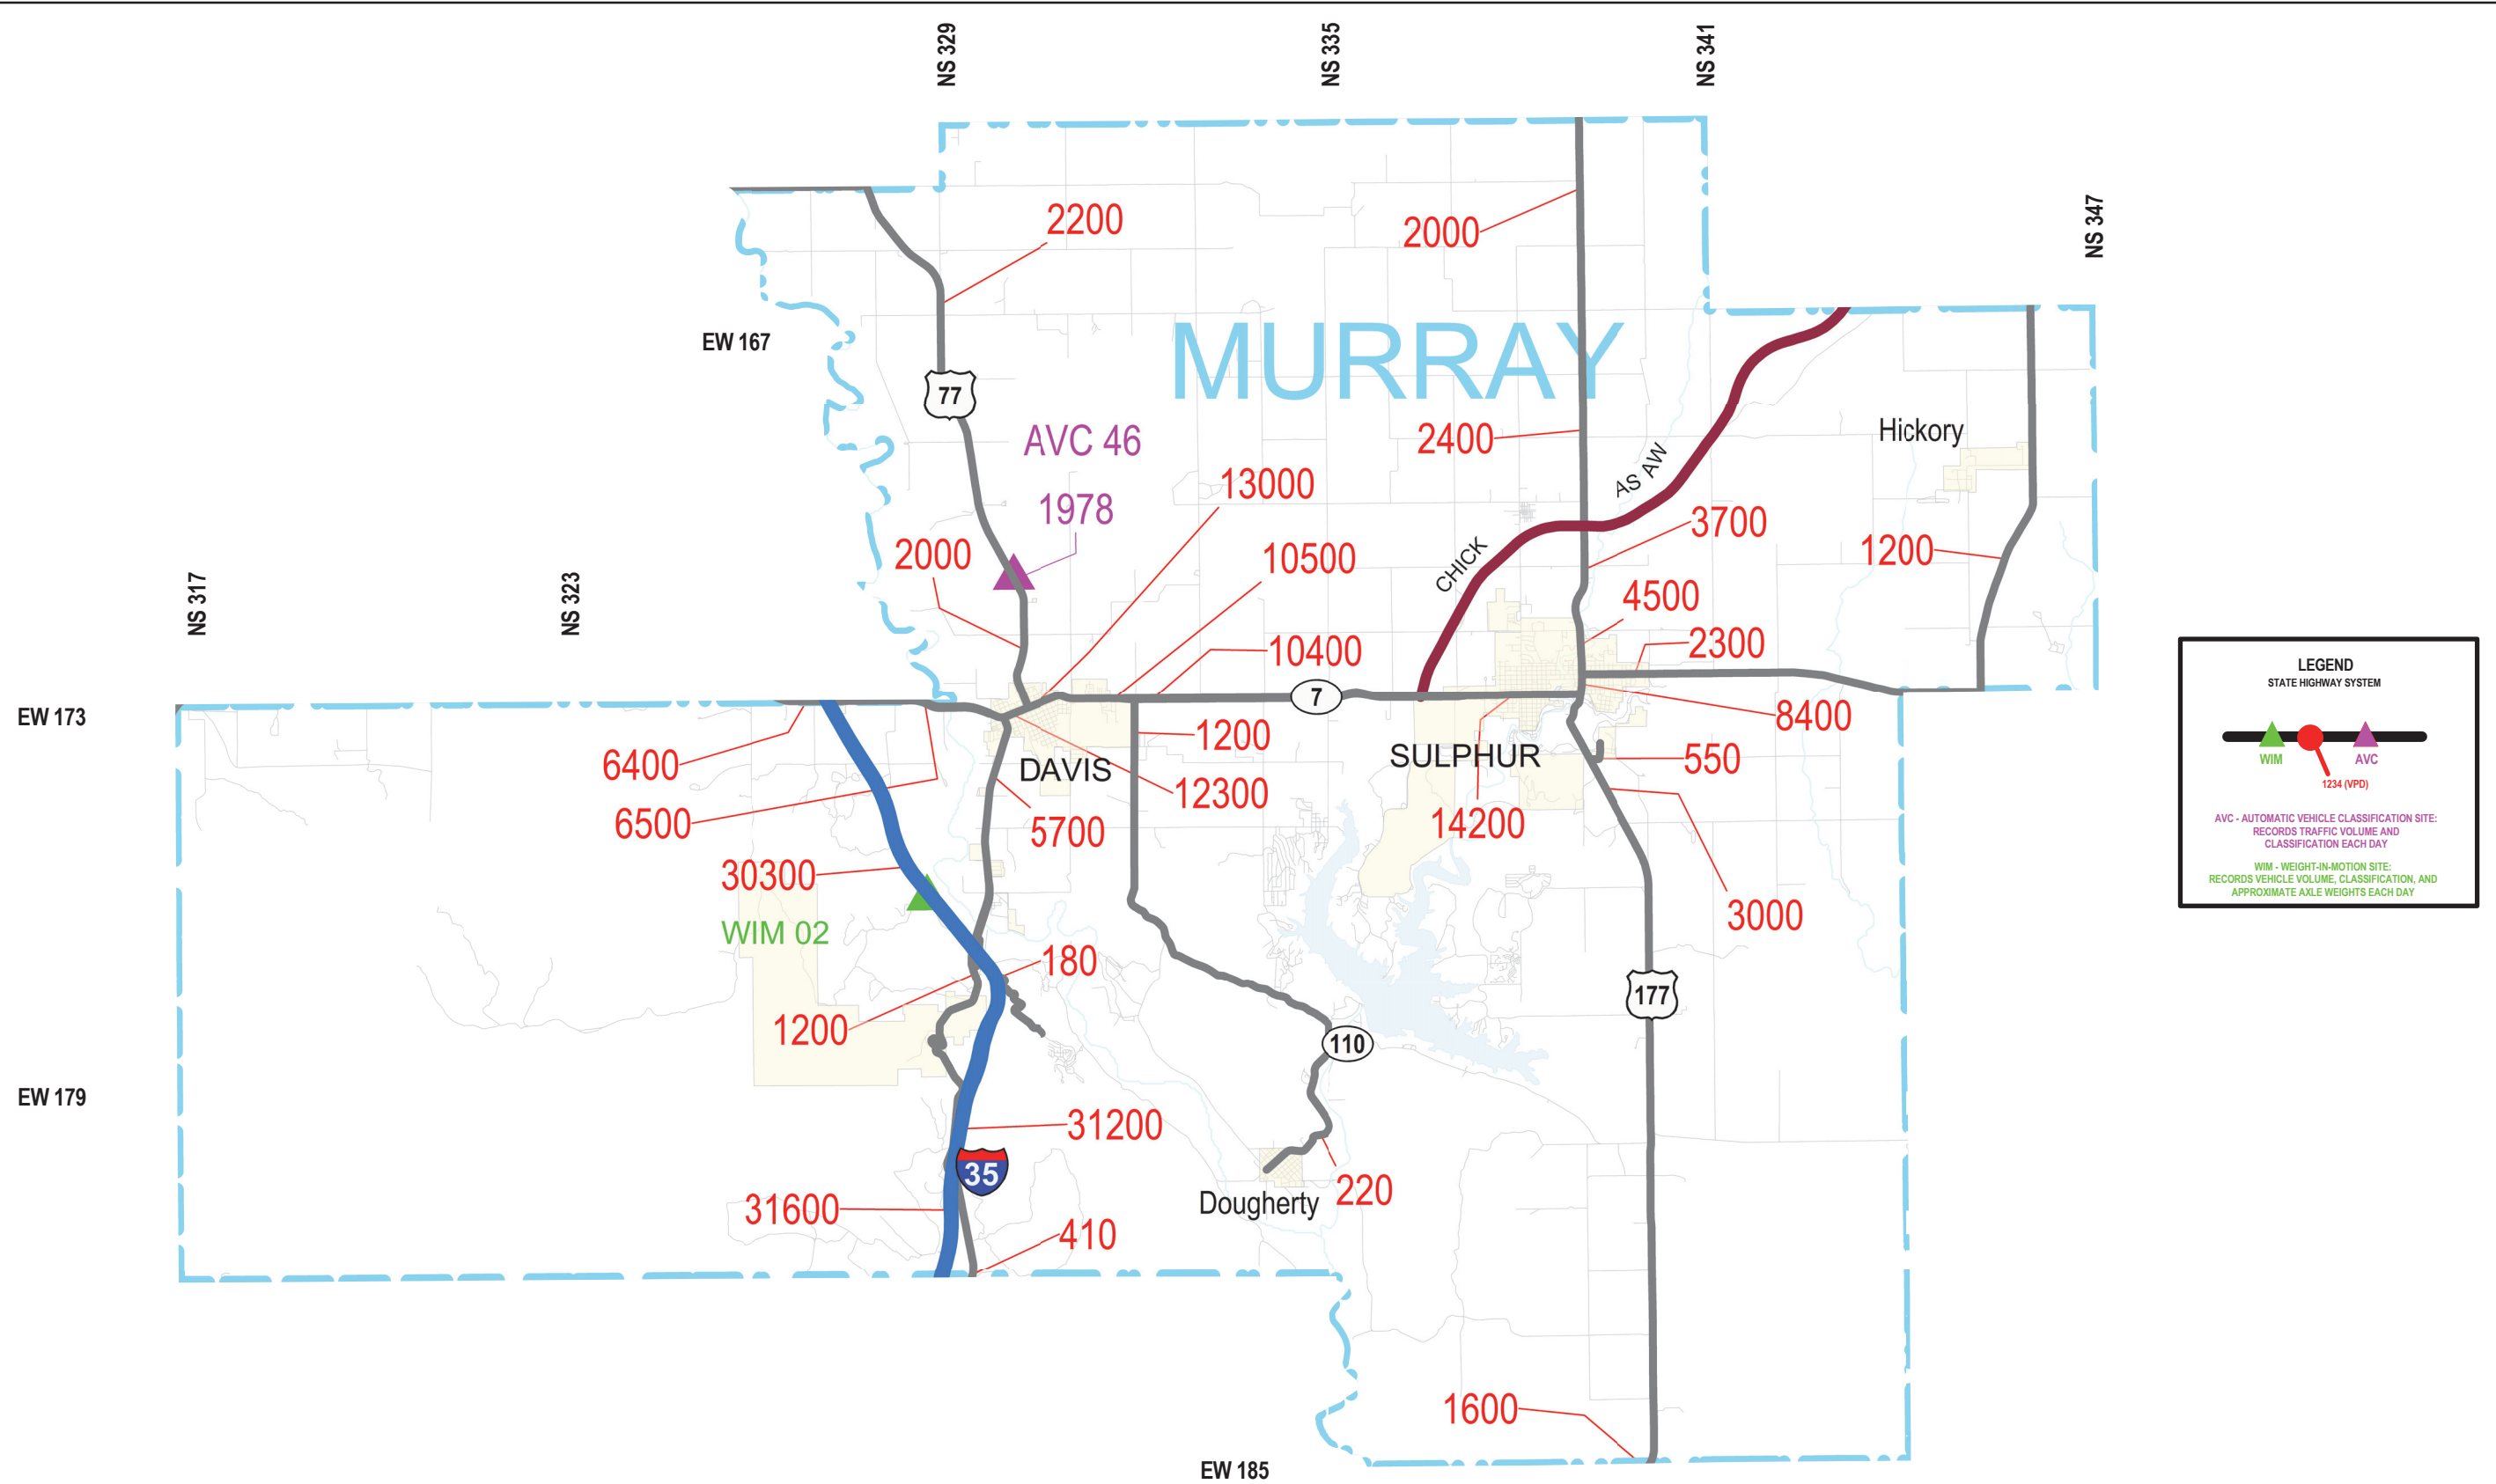 NS 329
NS 335
NS 341
NS 347
2200
2000
MURRAY
EW 167
77
AVC 46
2400
Hickory
AS AW
13000
1978
3700
2000
10500
1200
CHICK
NS 317
NS 323
4500
2300
10400
LEGEND
STATE HIGHWAY SYSTEM
7
EW 173
8400
1200
6400
SULPHUR
550
DAVIS
WIM
AVC
1234 (VPD)
12300
6500
5700
14200
AVC - AUTOMATIC VEHICLE CLASSIFICATION SITE:
RECORDS TRAFFIC VOLUME AND
CLASSIFICATION EACH DAY
30300
WIM - WEIGHT-IN-MOTION SITE:
RECORDS VEHICLE VOLUME, CLASSIFICATION, AND
APPROXIMATE AXLE WEIGHTS EACH DAY
3000
WIM 02
180
177
1200
110
EW 179
31200
35
220
Dougherty
31600
410
1600
EW 185